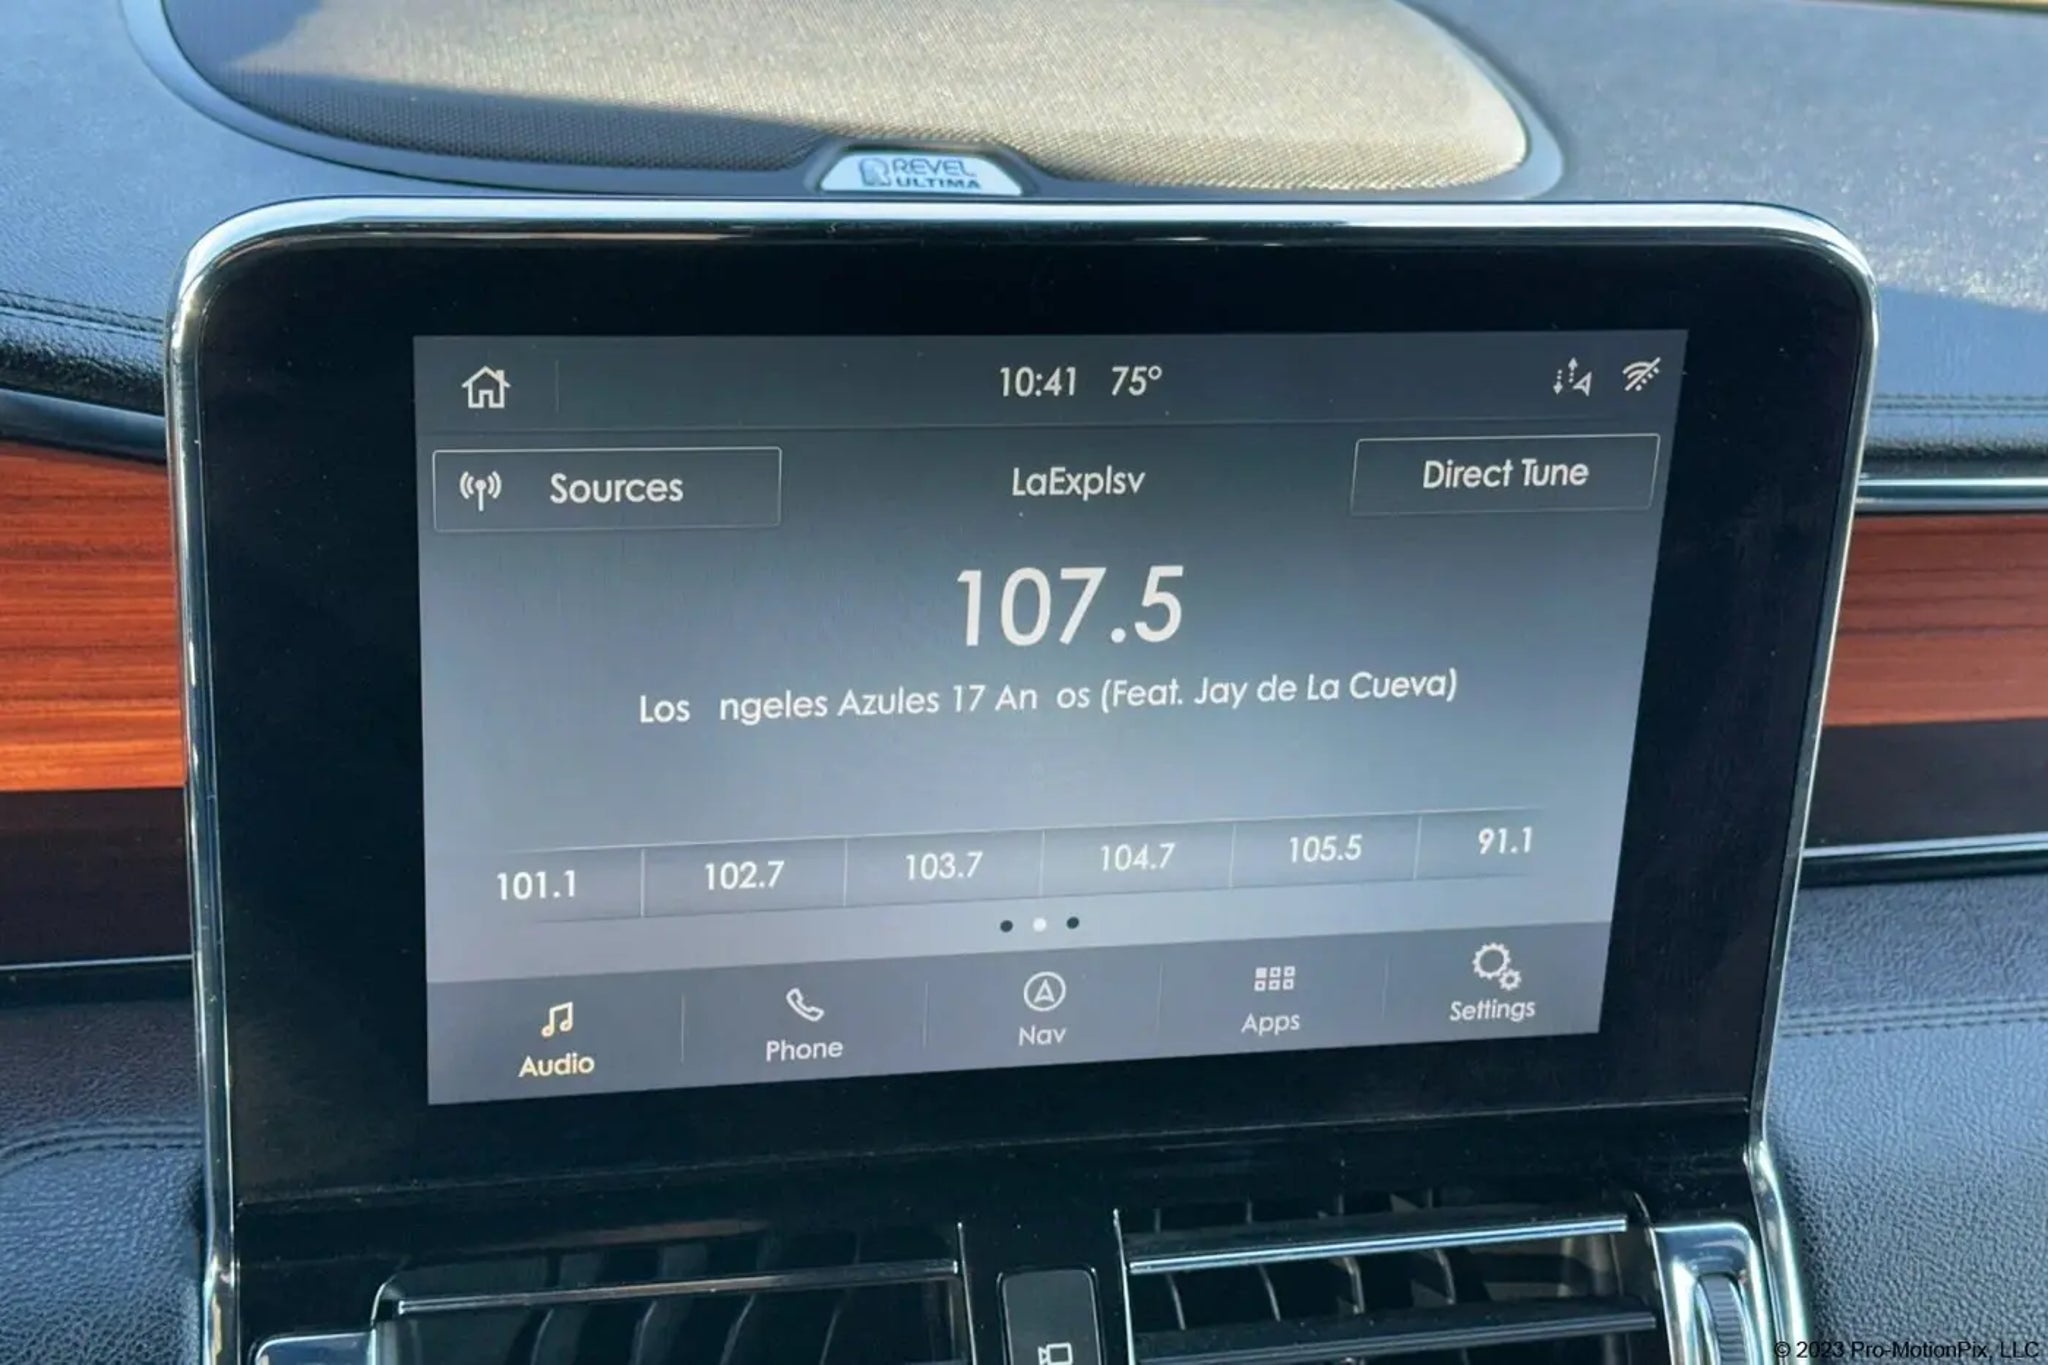 REVEL
ULTIMA
10:41 75°
Sources
LaExplsv
Direct Tune
107.5
Los ngeles Azules 17 An os (Feat. Jay de La Cueva)
101.1 102.7 103.7 104.7 105.5 91.1
Audio Phone Nav Apps Settings
© 2023 Pro-MotionPix, LLC